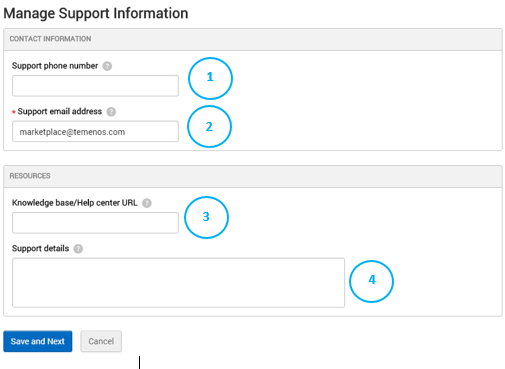 Manage Support Information
CONTACT INFORMATION
Support phone number ?
1
* Support email address ?
marketplace@temenos.com
2
RESOURCES
Knowledge base/Help center URL ?
3
Support details ?
4
Save and Next Cancel